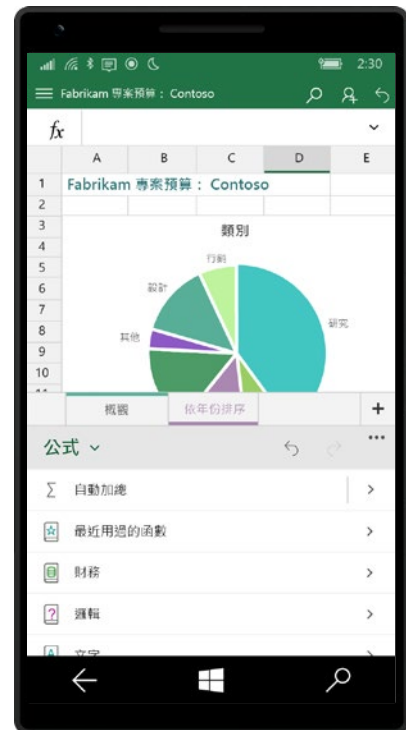 2:30
Fabrikam 專案預算： Contoso
fx
A B C D E
1 Fabrikam 專案預算： Contoso
2
3
類別
4
行銷
5
6
設計
7
8
研究
其他
9
10
概觀 依年份排序 +
公式
自動加總
最近用過的函數
財務
邏輯
文字